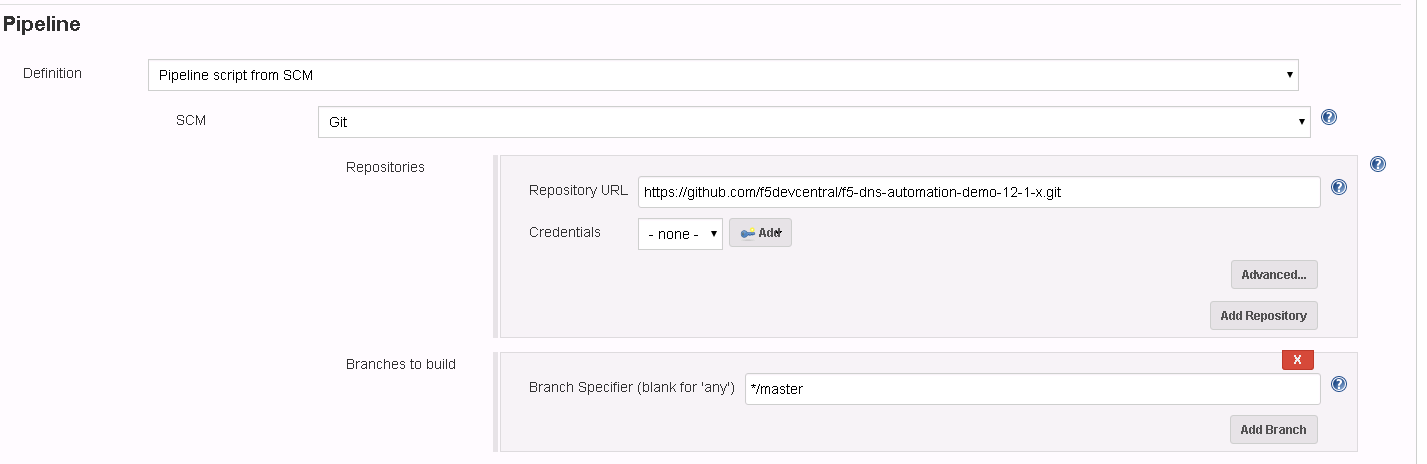 Pipeline
Definition
Pipeline script from SCM
SCM
Git
Repositories
Repository URL
https://github.com/f5devcentral/f5-dns-automation-demo-12-1-x.git
Credentials
- none -
Add
Advanced...
Add Repository
Branches to build
X
Branch Specifier (blank for 'any')
*/master
Add Branch